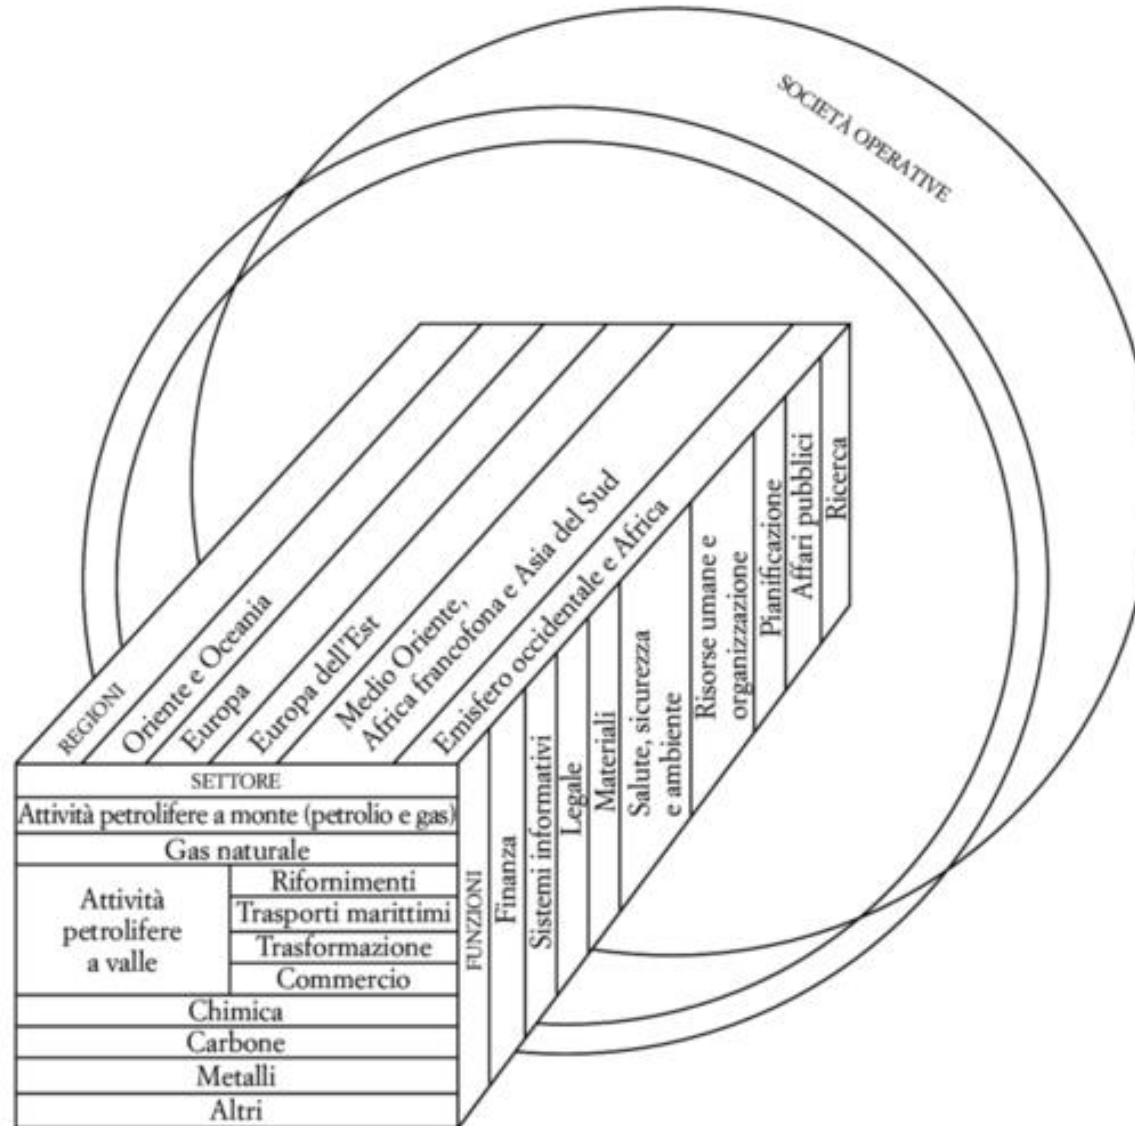 SOCIETÀ OPERATIVE
REGIONI
Oriente e Oceania
Europa
Europa dell'Est
Medio Oriente,
Africa francofona e Asia del Sud
Emisfero occidentale e Africa
SETTORE
Attività petrolifere a monte (petrolio e gas)
Gas naturale
Attività
petrolifere
a valle
Rifornimenti
Trasporti marittimi
Trasformazione
Commercio
Chimica
Carbone
Metalli
Altri
FUNZIONI
Finanza
Sistemi informativi
Legale
Materiali
Salute, sicurezza
e ambiente
Risorse umane e
organizzazione
Pianificazione
Affari pubblici
Ricerca